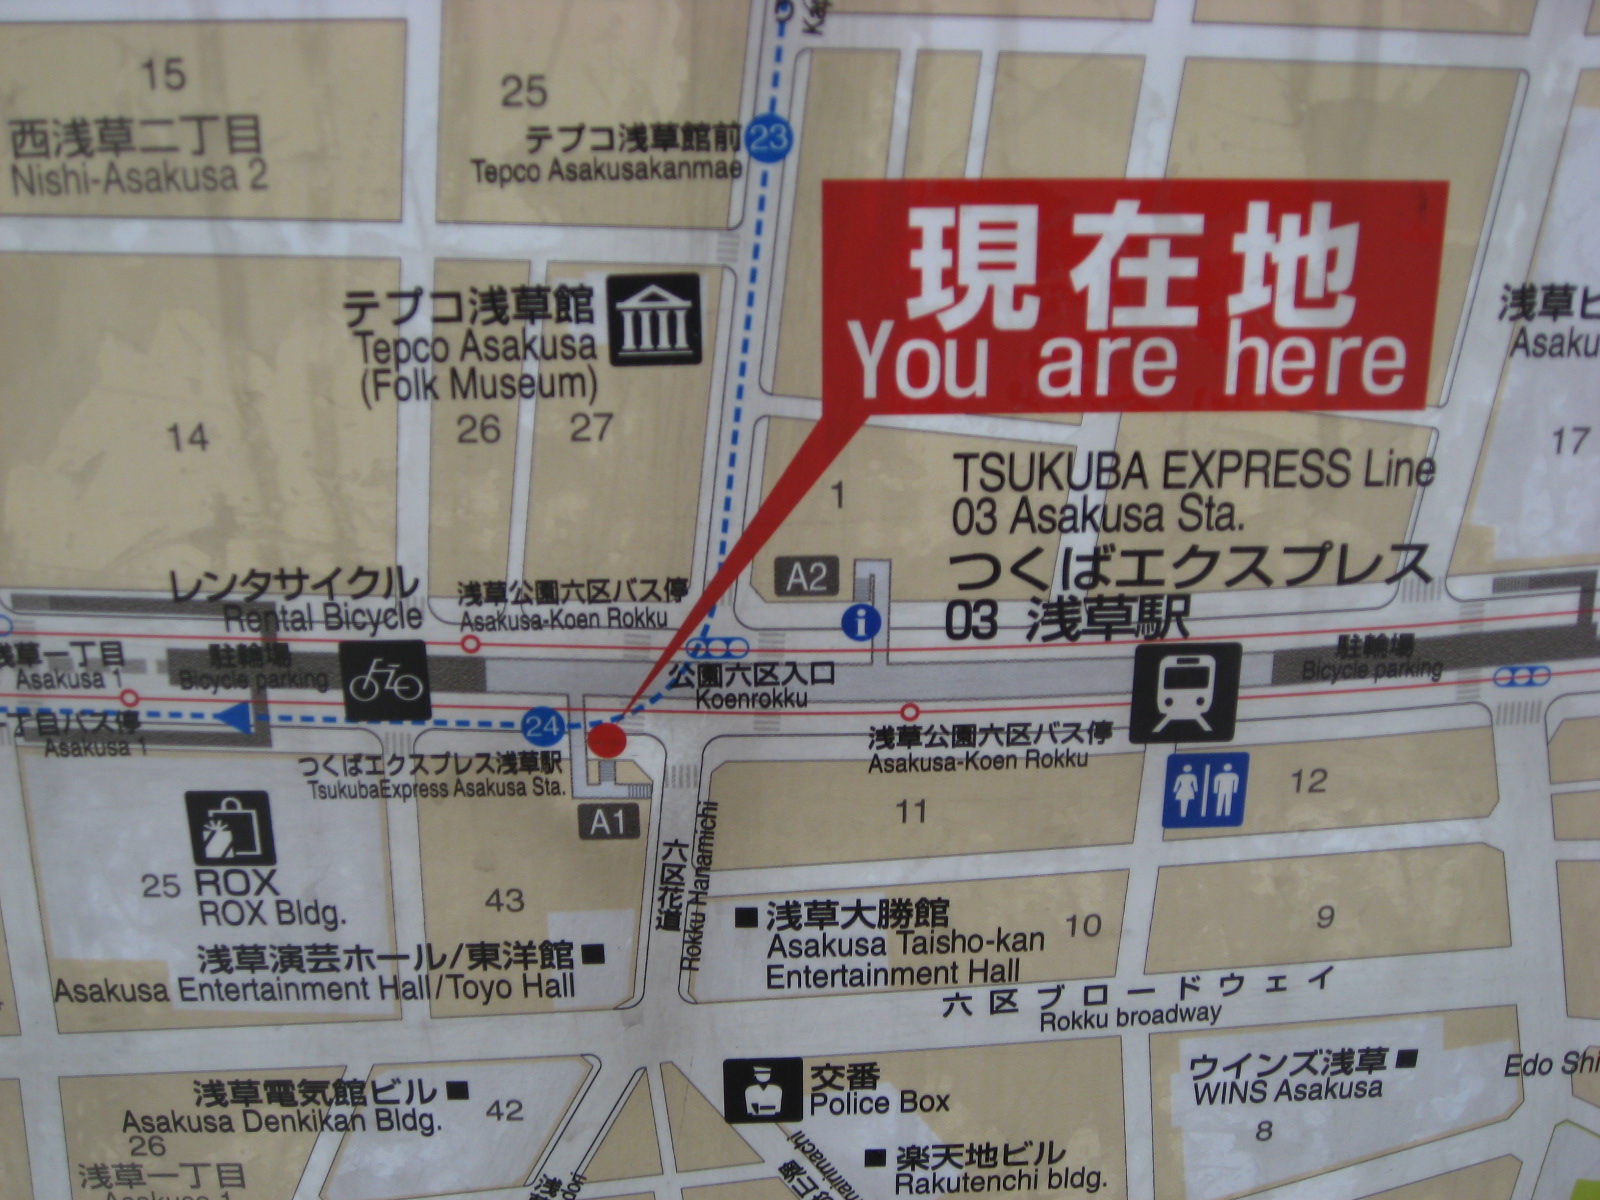 15
西浅草二丁目
Nishi-Asakusa 2
25
テプコ浅草館前
Tepco Asakusakanmae
23
現在地
You are here
テプコ浅草館
Tepco Asakusa
(Folk Museum)
14
26
27
1
17
TSUKUBA EXPRESS Line
03 Asakusa Sta.
つくばエクスプレス
03 浅草駅
A2
i
レンタサイクル
Rental Bicycle
浅草公園六区バス停
Asakusa-Koen Rokku
浅草一丁目
Asakusa 1
駐輪場
Bicycle parking
公園六区入口
Koenrokku
駐輪場
Bicycle parking
丁目バス停
Asakusa 1
24
つくばエクスプレス浅草駅
TsukubaExpress Asakusa Sta.
浅草公園六区バス停
Asakusa-Koen Rokku
A1
11
12
六区花道
Rokku Hanamichi
25
ROX
ROX Bldg.
43
浅草大勝館
Asakusa Taisho-kan
Entertainment Hall
10
9
浅草演芸ホール/東洋館
Asakusa Entertainment Hall/Toyo Hall
六区ブロードウェイ
Rokku broadway
浅草電気館ビル
Asakusa Denkikan Bldg.
26
42
浅草一丁目
Asakusa 1
交番
Police Box
ウインズ浅草
WINS Asakusa
8
楽天地ビル
Rakutenchi bldg.
Edo Shi